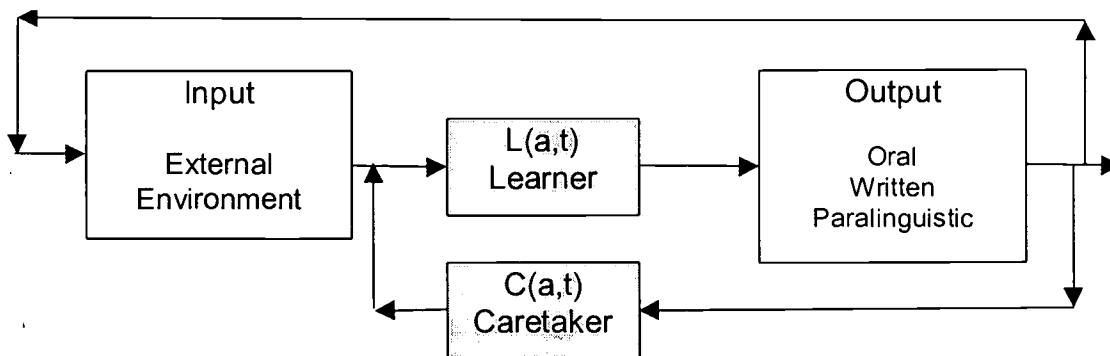 Input
External
Environment
L(a,t)
Learner
Output
Oral
Written
Paralinguistic
C(a,t)
Caretaker